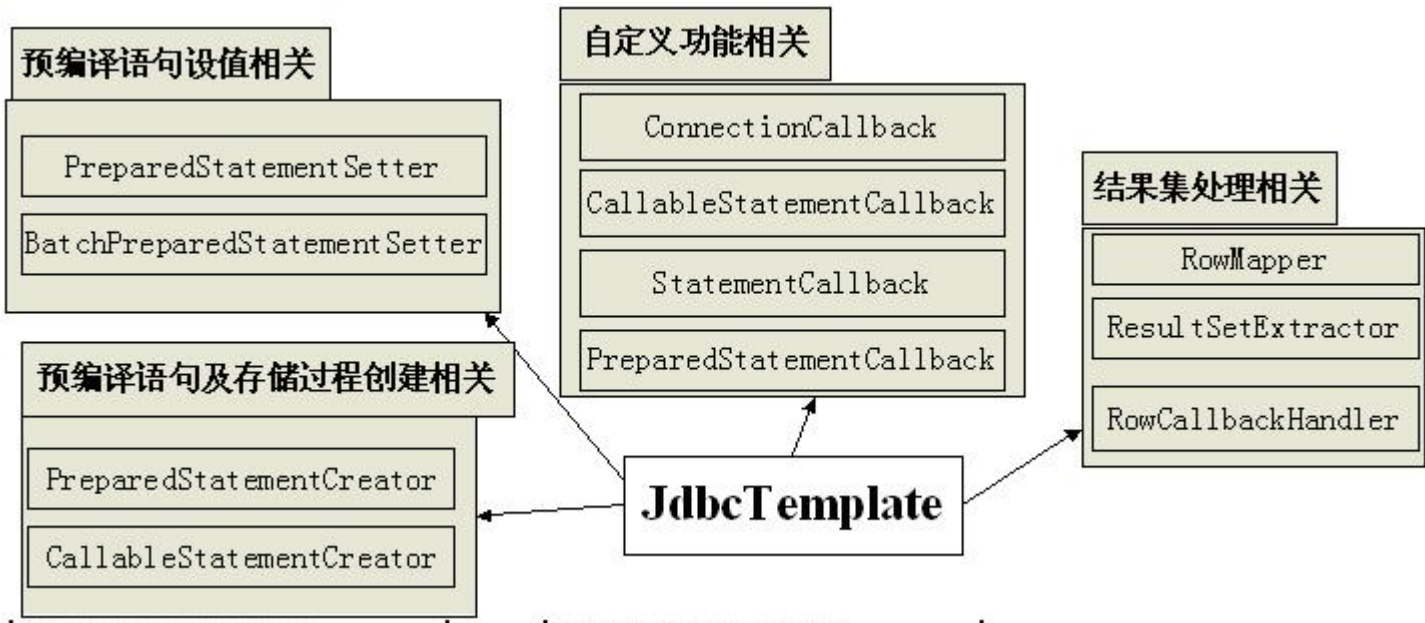 预编译语句设值相关
PreparedStatementSetter
BatchPreparedStatementSetter
预编译语句及存储过程创建相关
PreparedStatementCreator
CallableStatementCreator
自定义功能相关
ConnectionCallback
CallableStatementCallback
StatementCallback
PreparedStatementCallback
JdbcTemplate
结果集处理相关
RowMapper
ResultSetExtractor
RowCallbackHandler